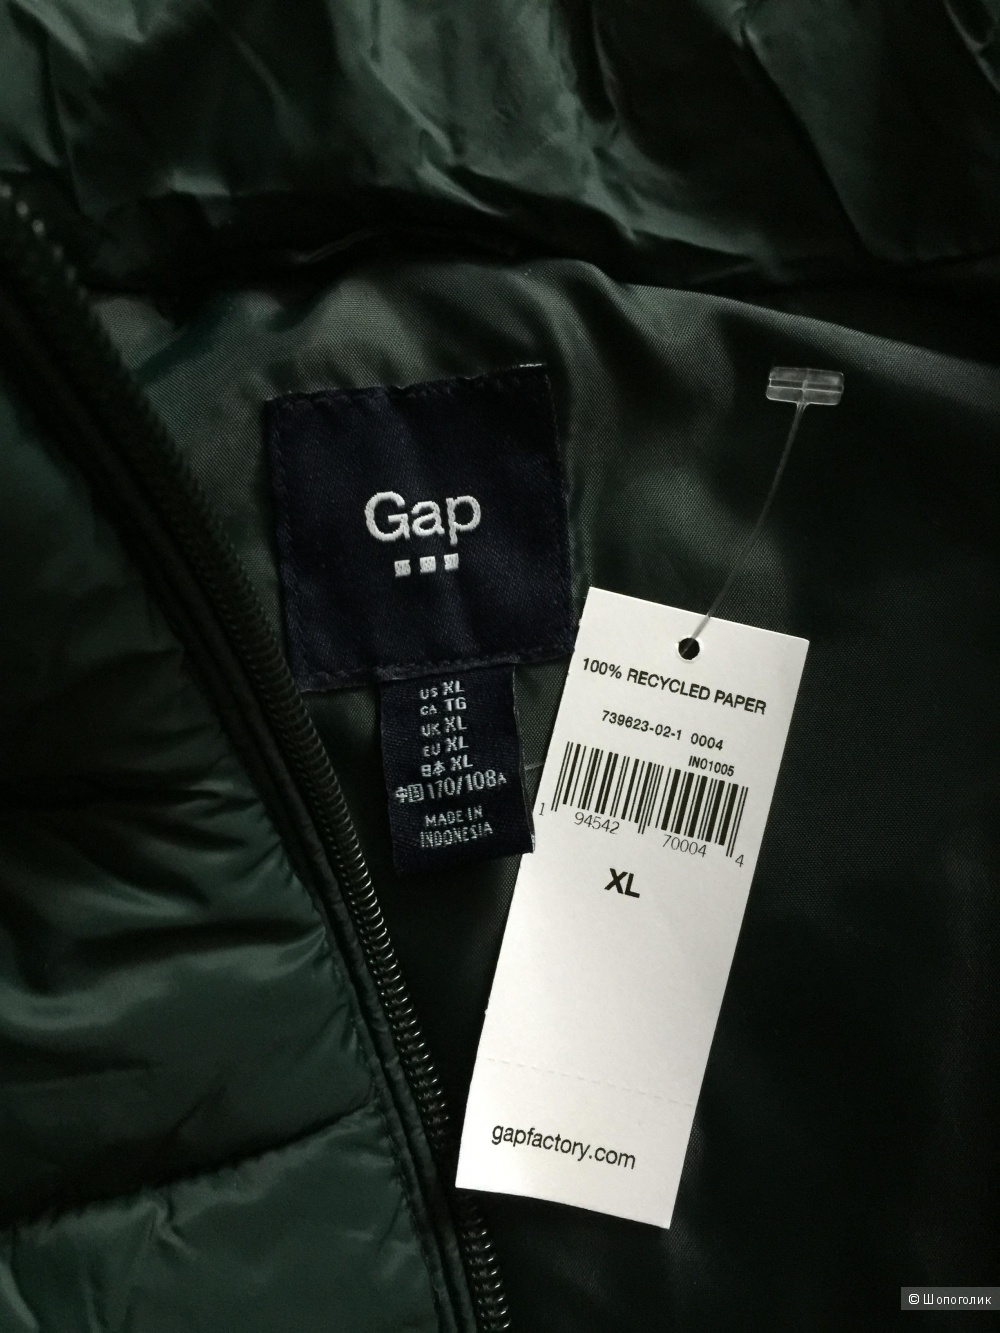 Gap
US XL
CA TG
UK XL
EU XL
日本 XL
中国 170/108A
MADE IN
INDONESIA
100% RECYCLED PAPER
739623-02-1 0004
IN01005
1 94542 70004 4
XL
gapfactory.com
© Шопоголик